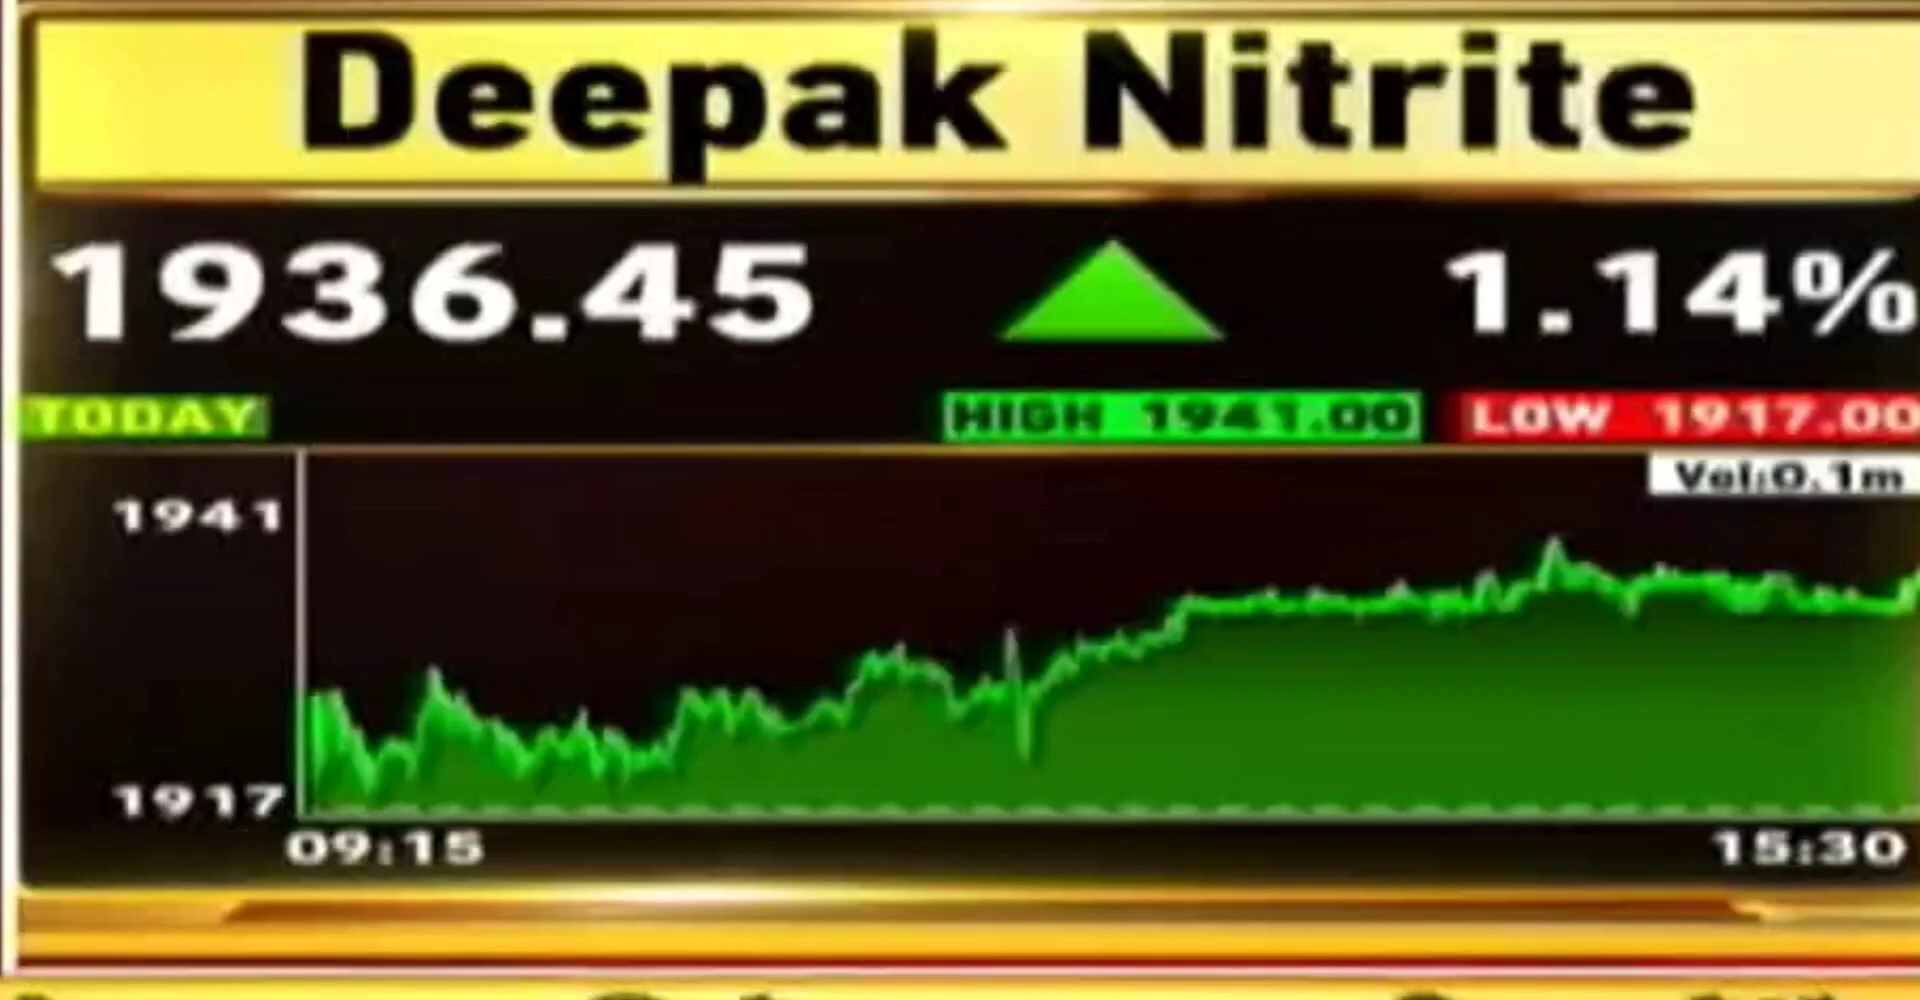 Deepak Nitrite
1936.45 1.14%
TODAY HIGH 1941.00 LOW 1917.00
Vol:0.1m
1941
1917
09:15 15:30